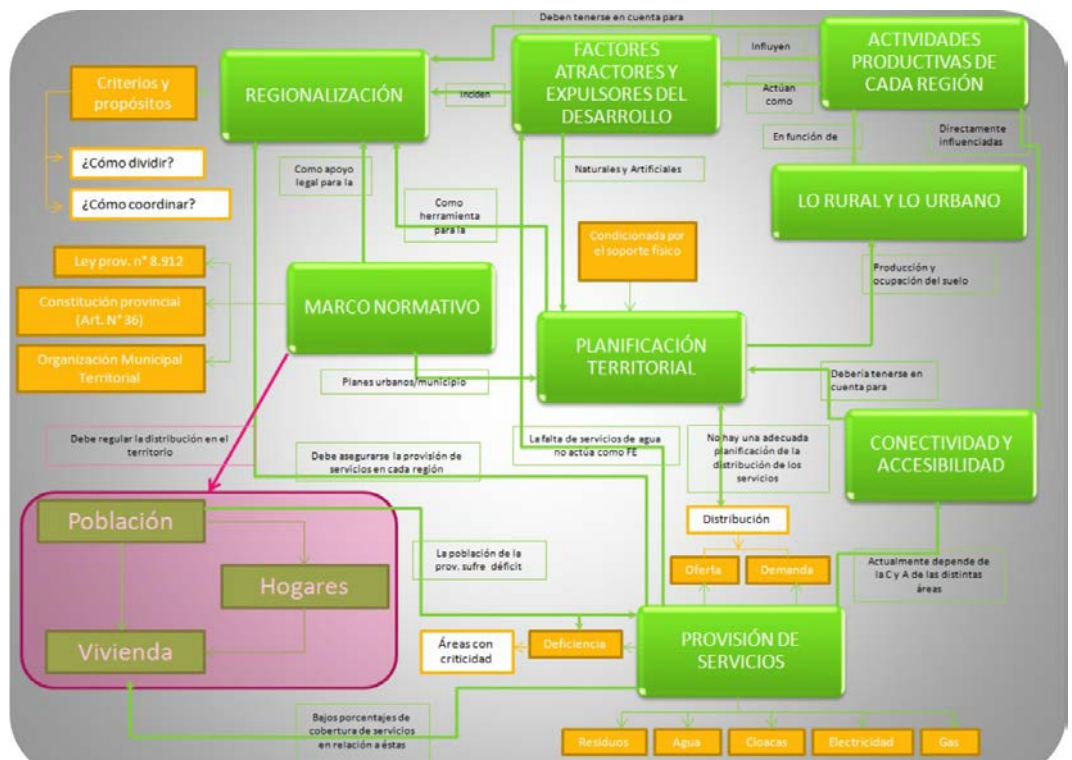 Deben tenerse en cuenta para
Criterios y
propósitos
REGIONALIZACIÓN
Inciden
FACTORES
ATRACTORES Y
EXPULSORES DEL
DESARROLLO
Influyen
Actúan
como
ACTIVIDADES
PRODUCTIVAS DE
CADA REGIÓN
¿Cómo dividir?
¿Cómo coordinar?
Como apoyo
legal para la
Como
herramienta
para la
Naturales y Artificiales
En función de
Directamente
influenciadas
LO RURAL Y LO URBANO
Condicionada por
el soporte físico
Ley prov. n° 8.912
Constitución provincial
(Art. N° 36)
Organización Municipal
Territorial
MARCO NORMATIVO
Producción y
ocupación del suelo
PLANIFICACIÓN
TERRITORIAL
Planes urbanos/municipio
Debería tenerse en
cuenta para
Debe regular la distribución en el
territorio
Debe asegurarse la provisión de
servicios en cada región
La falta de servicios de agua
no actúa como FE
No hay una adecuada
planificación de la
distribución de los
servicios
CONECTIVIDAD Y
ACCESIBILIDAD
Población
Hogares
Vivienda
La población de la
prov. sufre déficit
Distribución
Oferta
Demanda
Actualmente depende de
la C y A de las distintas
áreas
Áreas con
criticidad
Deficiencia
PROVISIÓN DE
SERVICIOS
Bajos porcentajes de
cobertura de servicios
en relación a éstas
Residuos
Agua
Cloacas
Electricidad
Gas